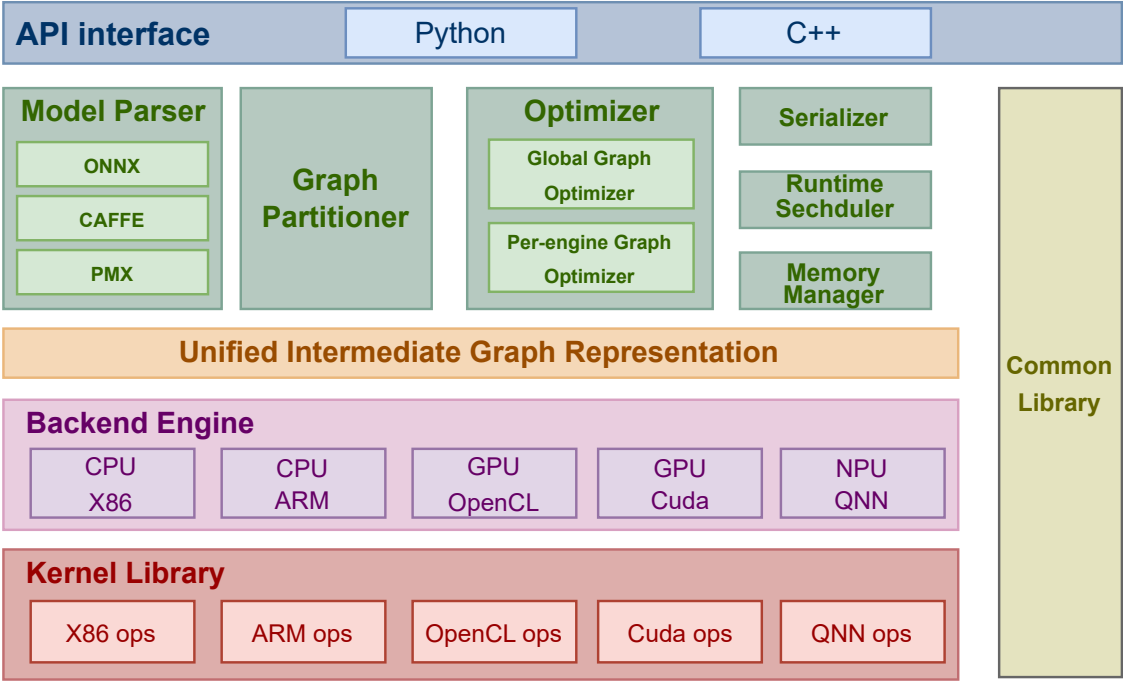 API interface
Python
C++
Model Parser
ONNX
CAFFE
PMX
Graph
Partitioner
Optimizer
Global Graph
Optimizer
Per-engine Graph
Optimizer
Serializer
Runtime
Sechduler
Memory
Manager
Common
Library
Unified Intermediate Graph Representation
Backend Engine
CPU
X86
CPU
ARM
GPU
OpenCL
GPU
Cuda
NPU
QNN
Kernel Library
X86 ops
ARM ops
OpenCL ops
Cuda ops
QNN ops